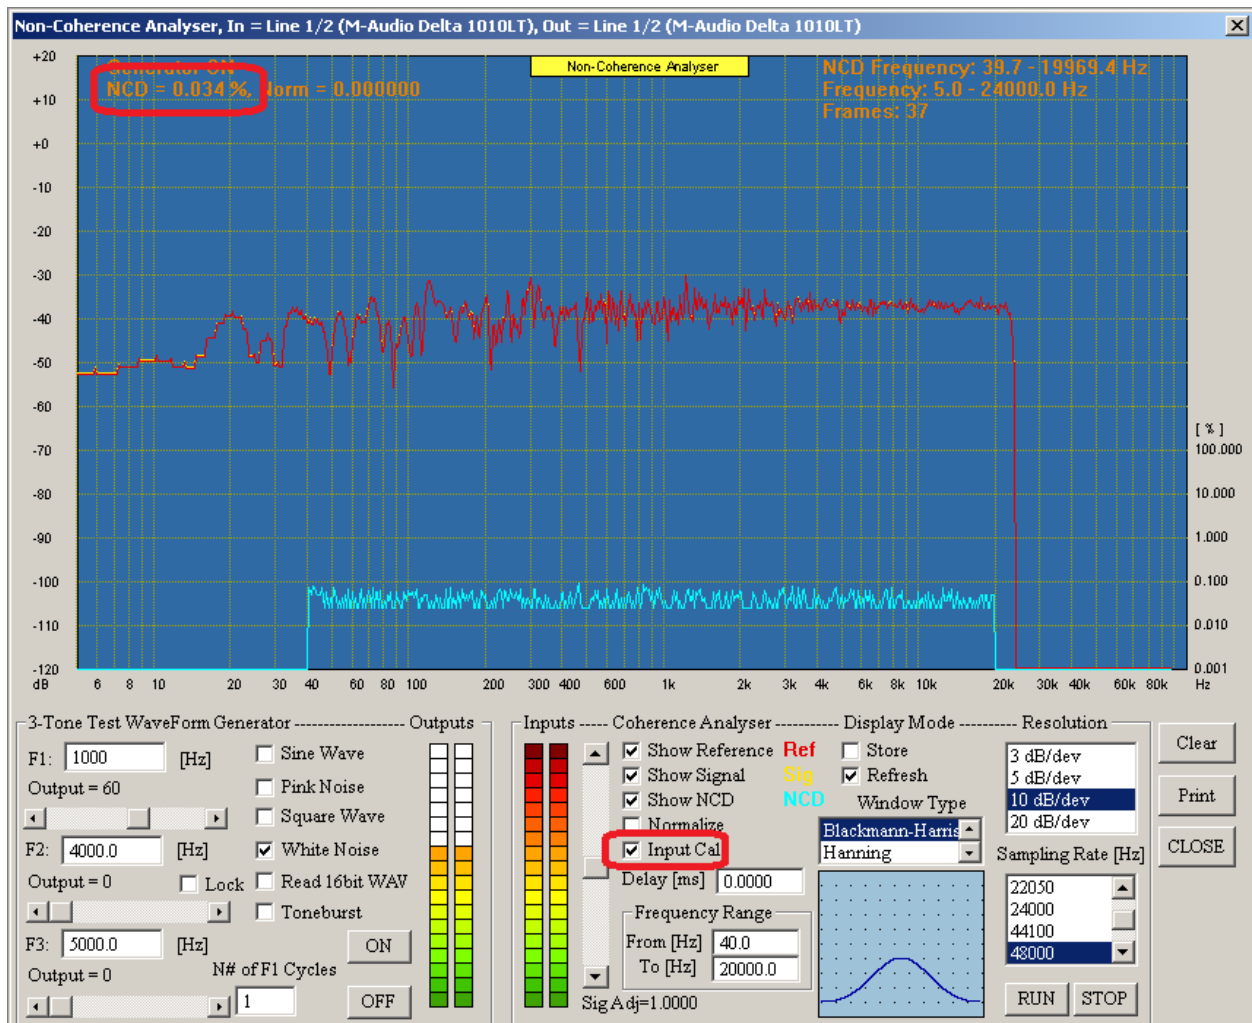 Non-Coherence Analyser, In = Line 1/2 (M-Audio Delta 1010LT), Out = Line 1/2 (M-Audio Delta 1010LT)
+20
+10
+0
-10
-20
-30
-40
-50
-60
-70
-80
-90
-100
-110
-120
dB
Generator ON
NCD = 0.034 %, Norm = 0.000000
Non-Coherence Analyser
NCD Frequency: 39.7 - 19969.4 Hz
Frequency: 5.0 - 24000.0 Hz
Frames: 37
[ % ]
100.000
10.000
1.000
0.100
0.010
0.001
6 8 10 20 30 40 60 80 100 200 300 400 600 1k 2k 3k 4k 6k 8k 10k 20k 30k 40k 60k 80k Hz
3-Tone Test WaveForm Generator ---------------- Outputs
F1: 1000 [Hz]
Output = 60
F2: 4000.0 [Hz]
Output = 0
Lock
F3: 5000.0 [Hz]
Output = 0
N# of F1 Cycles
1
Sine Wave
Pink Noise
Square Wave
White Noise
Read 16bit WAV
Toneburst
ON
OFF
Inputs ----- Coherence Analyser ----------- Display Mode ---------- Resolution
Show Reference Ref
Show Signal Sig
Show NCD NCD
Normalize
Input Cal
Delay [ms] 0.0000
Frequency Range
From [Hz] 40.0
To [Hz] 20000.0
SigAdj=1.0000
Store
Refresh
Window Type
Blackmann-Harris
Hanning
3 dB/dev
5 dB/dev
10 dB/dev
20 dB/dev
Sampling Rate [Hz]
22050
24000
44100
48000
RUN
STOP
Clear
Print
CLOSE